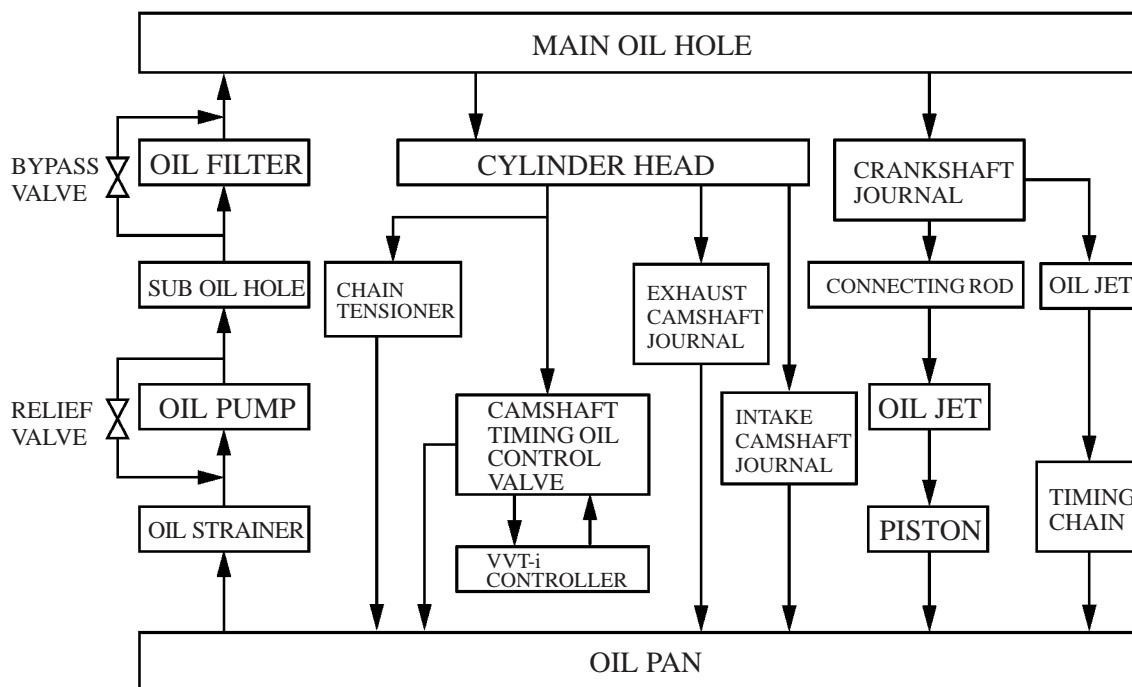 MAIN OIL HOLE
BYPASS
VALVE
OIL FILTER
CYLINDER HEAD
CRANKSHAFT
JOURNAL
SUB OIL HOLE
CHAIN
TENSIONER
EXHAUST
CAMSHAFT
JOURNAL
CONNECTING ROD
OIL JET
RELIEF
VALVE
OIL PUMP
CAMSHAFT
TIMING OIL
CONTROL
VALVE
INTAKE
CAMSHAFT
JOURNAL
OIL JET
OIL STRAINER
VVT-i
CONTROLLER
PISTON
TIMING
CHAIN
OIL PAN